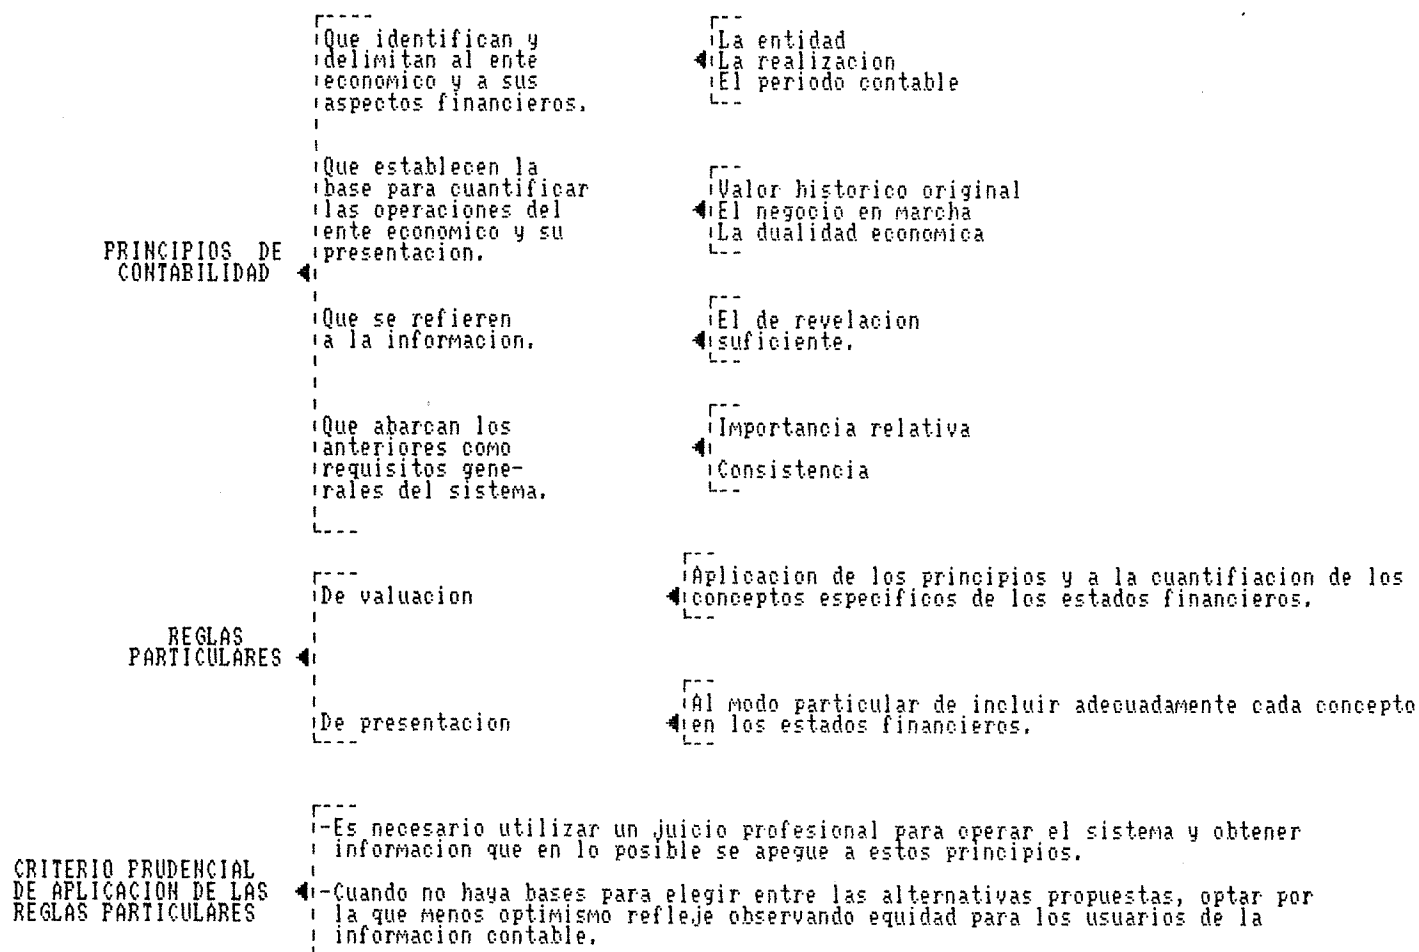 Que identifican y
delimitan al ente
economico y a sus
aspectos financieros.
La entidad
La realizacion
El periodo contable
Que establecen la
base para cuantificar
las operaciones del
ente economico y su
presentacion.
Valor historico original
El negocio en marcha
La dualidad economica
PRINCIPIOS DE
CONTABILIDAD
Que se refieren
a la informacion.
El de revelacion
suficiente.
Que abarcan los
anteriores como
requisitos gene-
rales del sistema.
Importancia relativa
Consistencia
REGLAS
PARTICULARES
De valuacion
Aplicacion de los principios y a la cuantifiacion de los
conceptos especificos de los estados financieros.
De presentacion
Al modo particular de incluir adecuadamente cada concepto
en los estados financieros.
CRITERIO PRUDENCIAL
DE APLICACION DE LAS
REGLAS PARTICULARES
-Es necesario utilizar un juicio profesional para operar el sistema y obtener
informacion que en lo posible se apegue a estos principios.
-Cuando no haya bases para elegir entre las alternativas propuestas, optar por
la que menos optimismo refleje observando equidad para los usuarios de la
informacion contable.